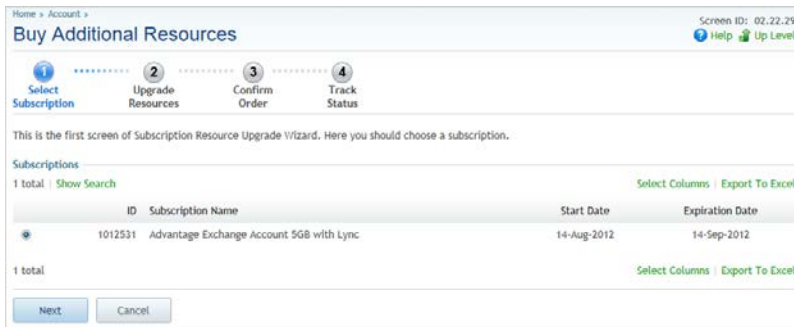 Home > Account >
Screen ID: 02.22.29
Buy Additional Resources
Help Up Level
1 2 3 4
Select Subscription Upgrade Resources Confirm Order Track Status
This is the first screen of Subscription Resource Upgrade Wizard. Here you should choose a subscription.
Subscriptions
1 total | Show Search Select Columns | Export To Excel
ID Subscription Name Start Date Expiration Date
1012531 Advantage Exchange Account 5GB with Lync 14-Aug-2012 14-Sep-2012
1 total Select Columns | Export To Excel
Next Cancel